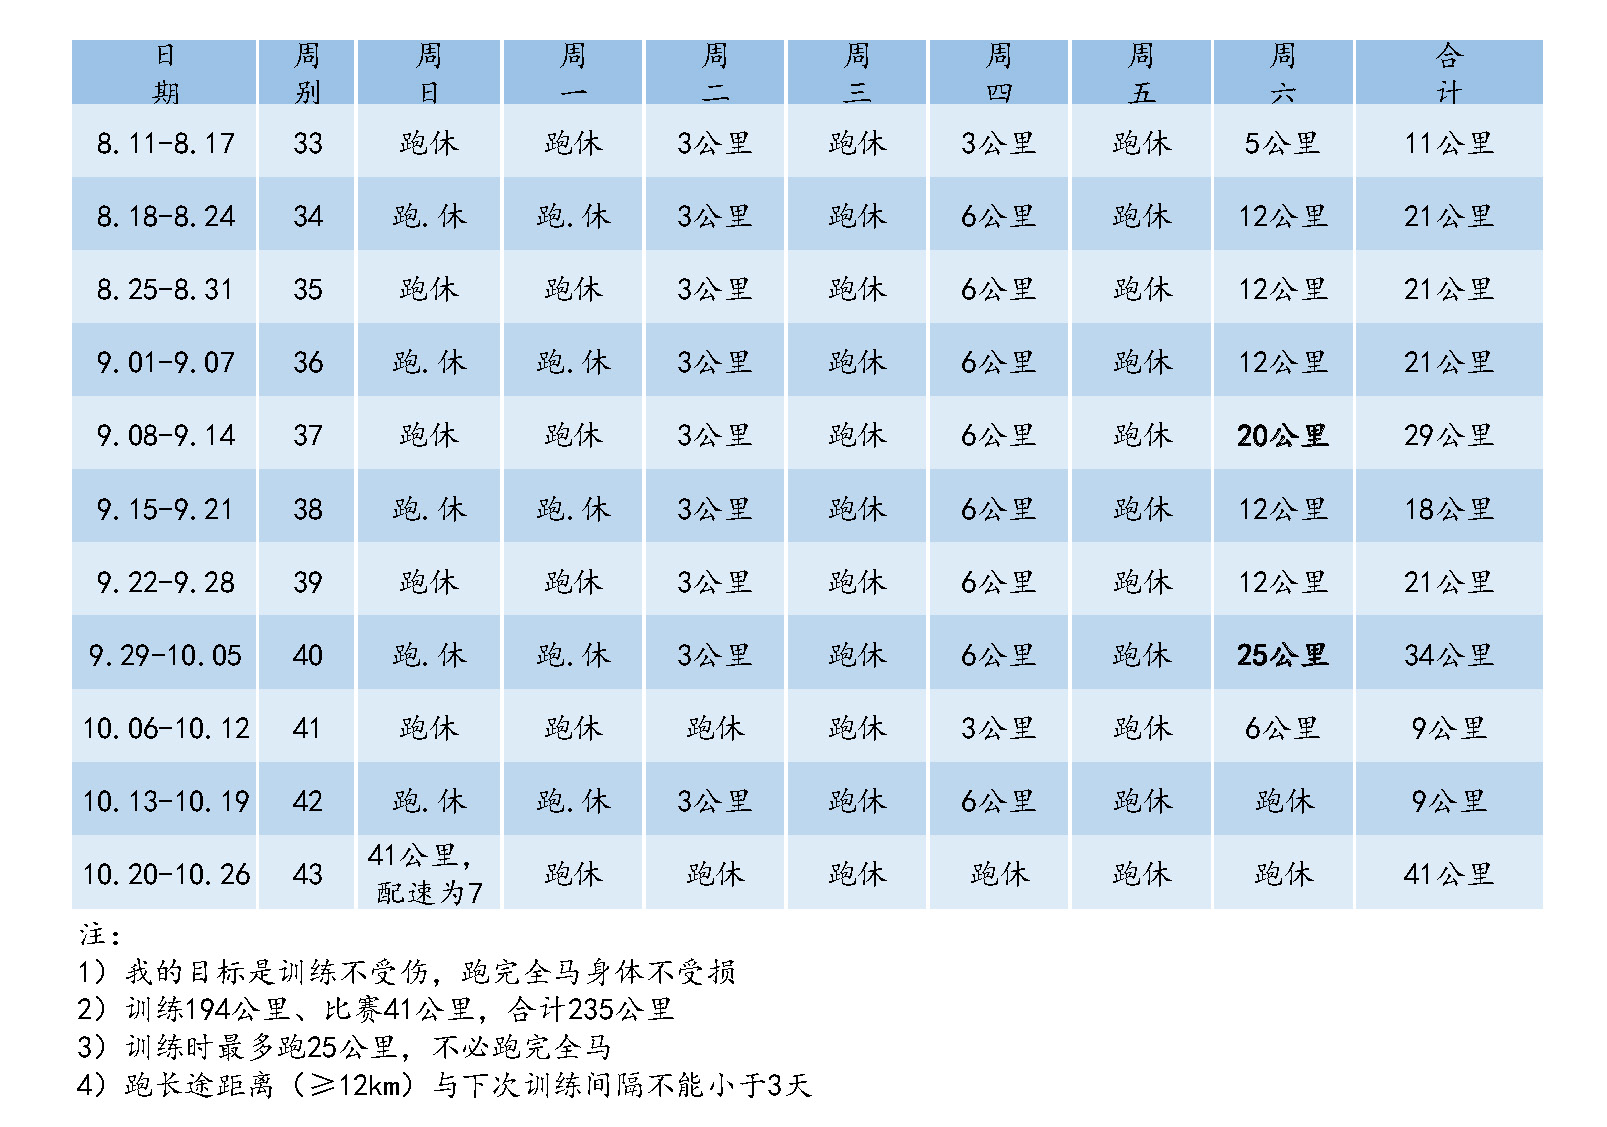 日期 周别 周日 周一 周二 周三 周四 周五 周六 合计
8.11-8.17 33 跑休 跑休 3公里 跑休 3公里 跑休 5公里 11公里
8.18-8.24 34 跑.休 跑.休 3公里 跑休 6公里 跑休 12公里 21公里
8.25-8.31 35 跑休 跑休 3公里 跑休 6公里 跑休 12公里 21公里
9.01-9.07 36 跑.休 跑.休 3公里 跑休 6公里 跑休 12公里 21公里
9.08-9.14 37 跑休 跑休 3公里 跑休 6公里 跑休 20公里 29公里
9.15-9.21 38 跑.休 跑.休 3公里 跑休 6公里 跑休 12公里 18公里
9.22-9.28 39 跑休 跑休 3公里 跑休 6公里 跑休 12公里 21公里
9.29-10.05 40 跑.休 跑.休 3公里 跑休 6公里 跑休 25公里 34公里
10.06-10.12 41 跑休 跑休 跑休 跑休 3公里 跑休 6公里 9公里
10.13-10.19 42 跑.休 跑.休 3公里 跑休 6公里 跑休 跑休 9公里
10.20-10.26 43 41公里，配速为7 跑休 跑休 跑休 跑休 跑休 跑休 41公里
注：
1）我的目标是训练不受伤，跑完全马身体不受损
2）训练194公里、比赛41公里，合计235公里
3）训练时最多跑25公里，不必跑完全马
4）跑长途距离（≥12km）与下次训练间隔不能小于3天